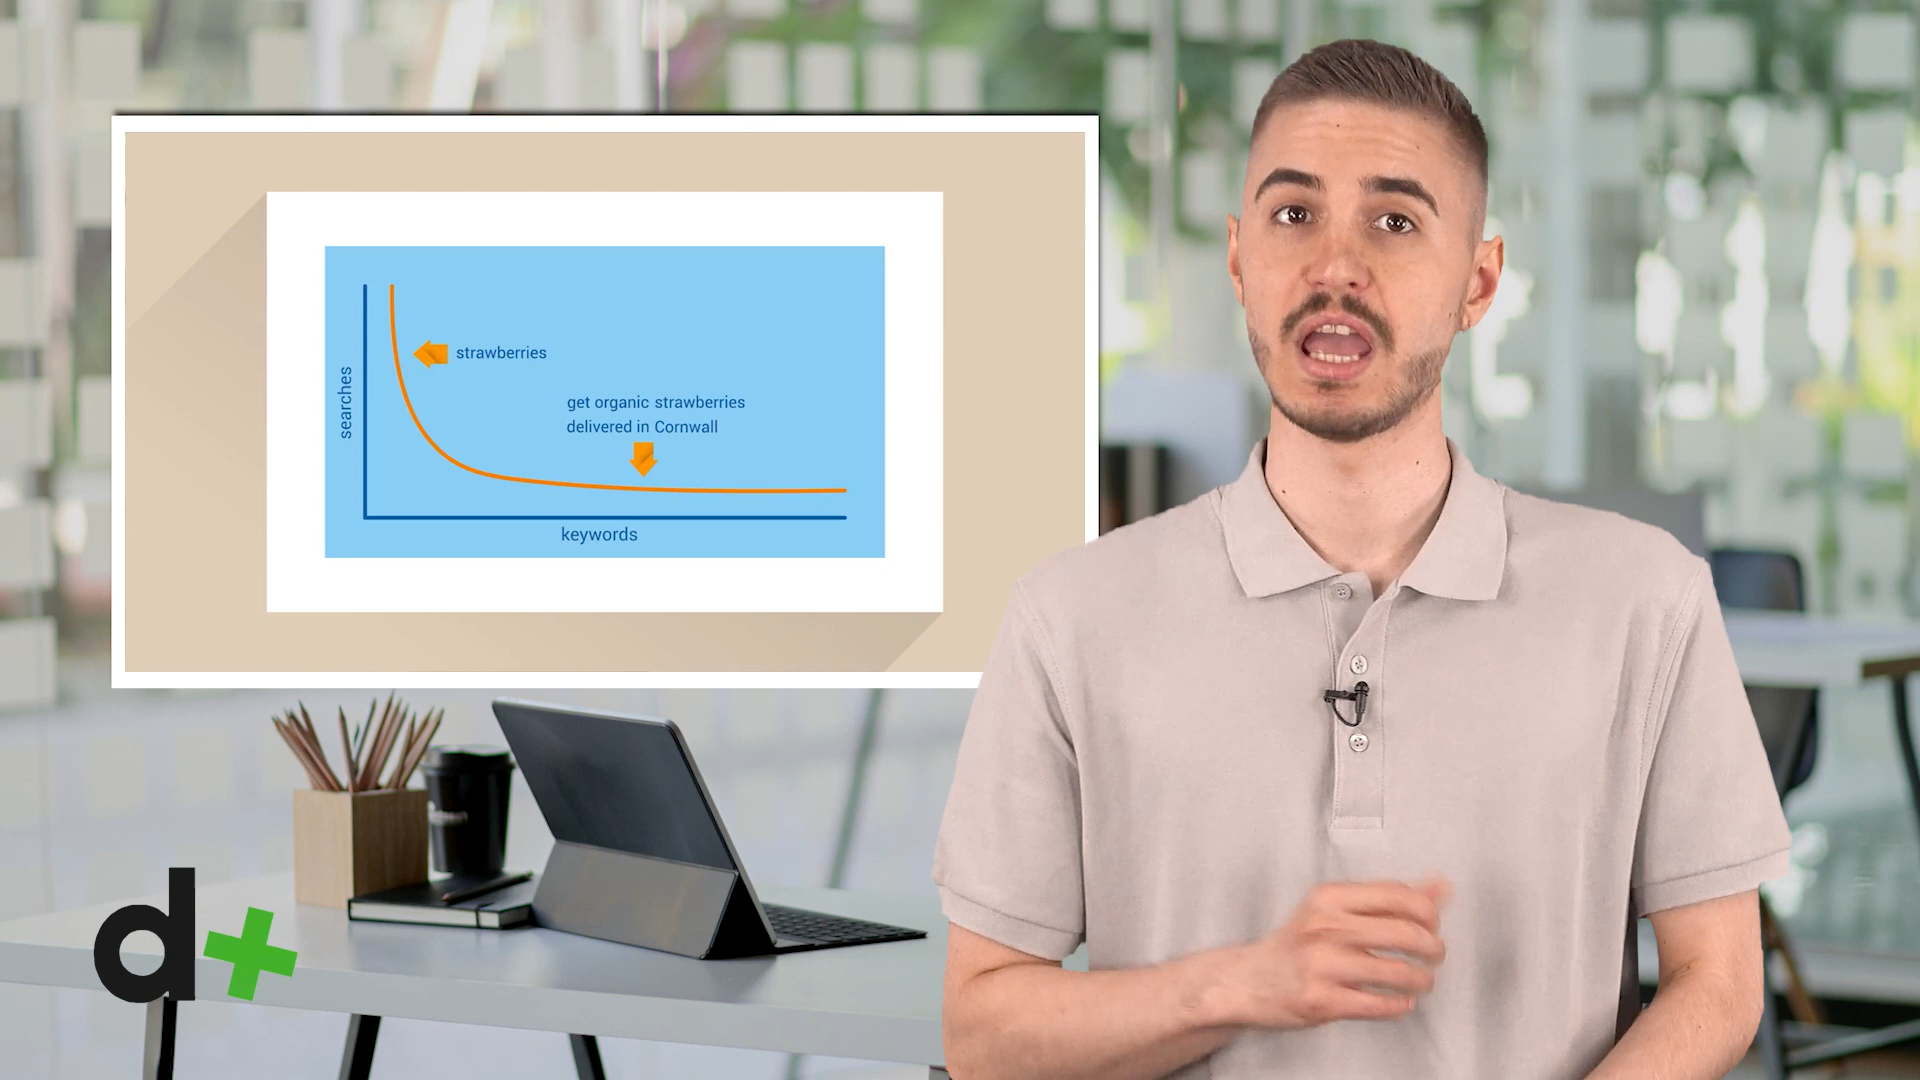 searches
strawberries
get organic strawberries
delivered in Cornwall
keywords
d+